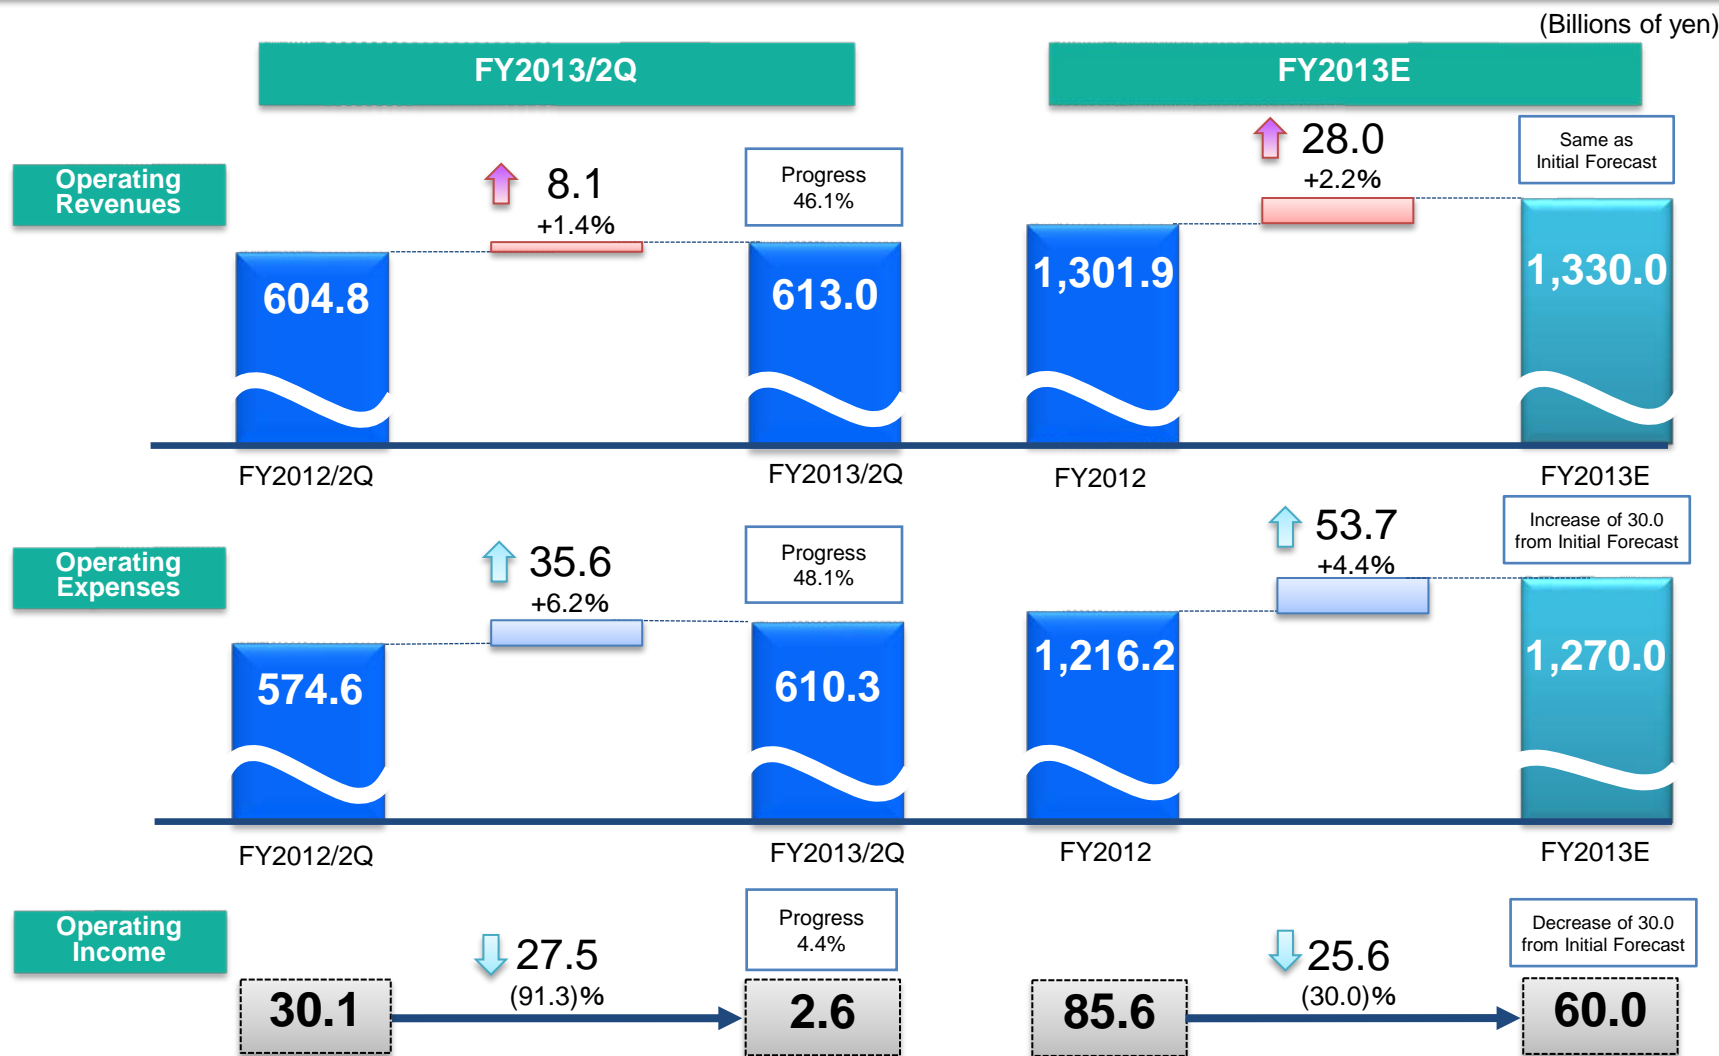 (Billions of yen)
FY2013/2Q
FY2013E
Operating
Revenues
8.1
+1.4%
Progress
46.1%
28.0
+2.2%
Same as
Initial Forecast
604.8
613.0
1,301.9
1,330.0
FY2012/2Q
FY2013/2Q
FY2012
FY2013E
Operating
Expenses
35.6
+6.2%
Progress
48.1%
53.7
+4.4%
Increase of 30.0
from Initial Forecast
574.6
610.3
1,216.2
1,270.0
FY2012/2Q
FY2013/2Q
FY2012
FY2013E
Operating
Income
27.5
(91.3)%
Progress
4.4%
25.6
(30.0)%
Decrease of 30.0
from Initial Forecast
30.1
2.6
85.6
60.0